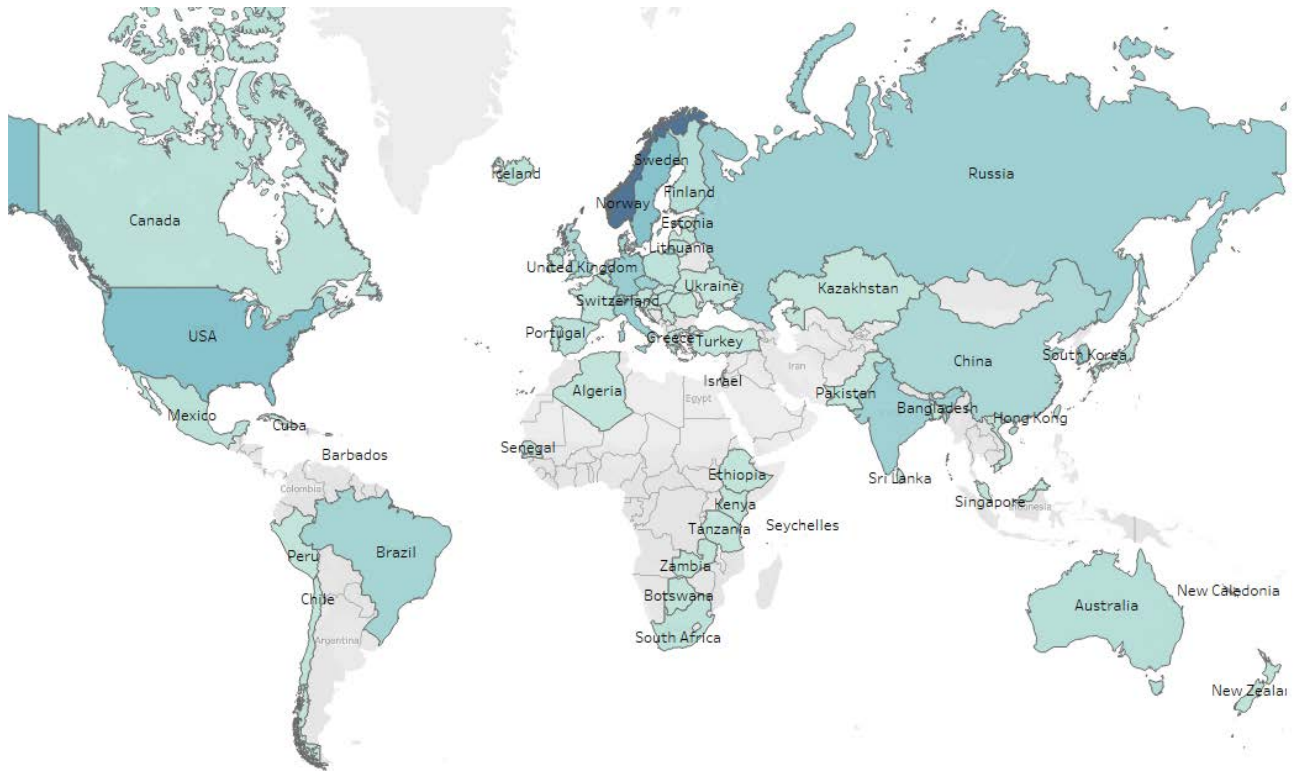 Sweden
Iceland
Russia
Finland
Norway
Canada
Estonia
Lithuania
United Kingdom
Ukraine
Kazakhstan
Switzerland
USA
Portugal
Greece
Turkey
China
South Korea
Iran
Israel
Algeria
Pakistan
Egypt
Bangladesh
Mexico
Hong Kong
Cuba
Senegal
Barbados
Ethiopia
Sri Lanka
Colombia
Singapore
Kenya
Seychelles
Tanzania
Brazil
Peru
Zambia
New Caledonia
Botswana
Chile
Australia
South Africa
Argentina
New Zealan